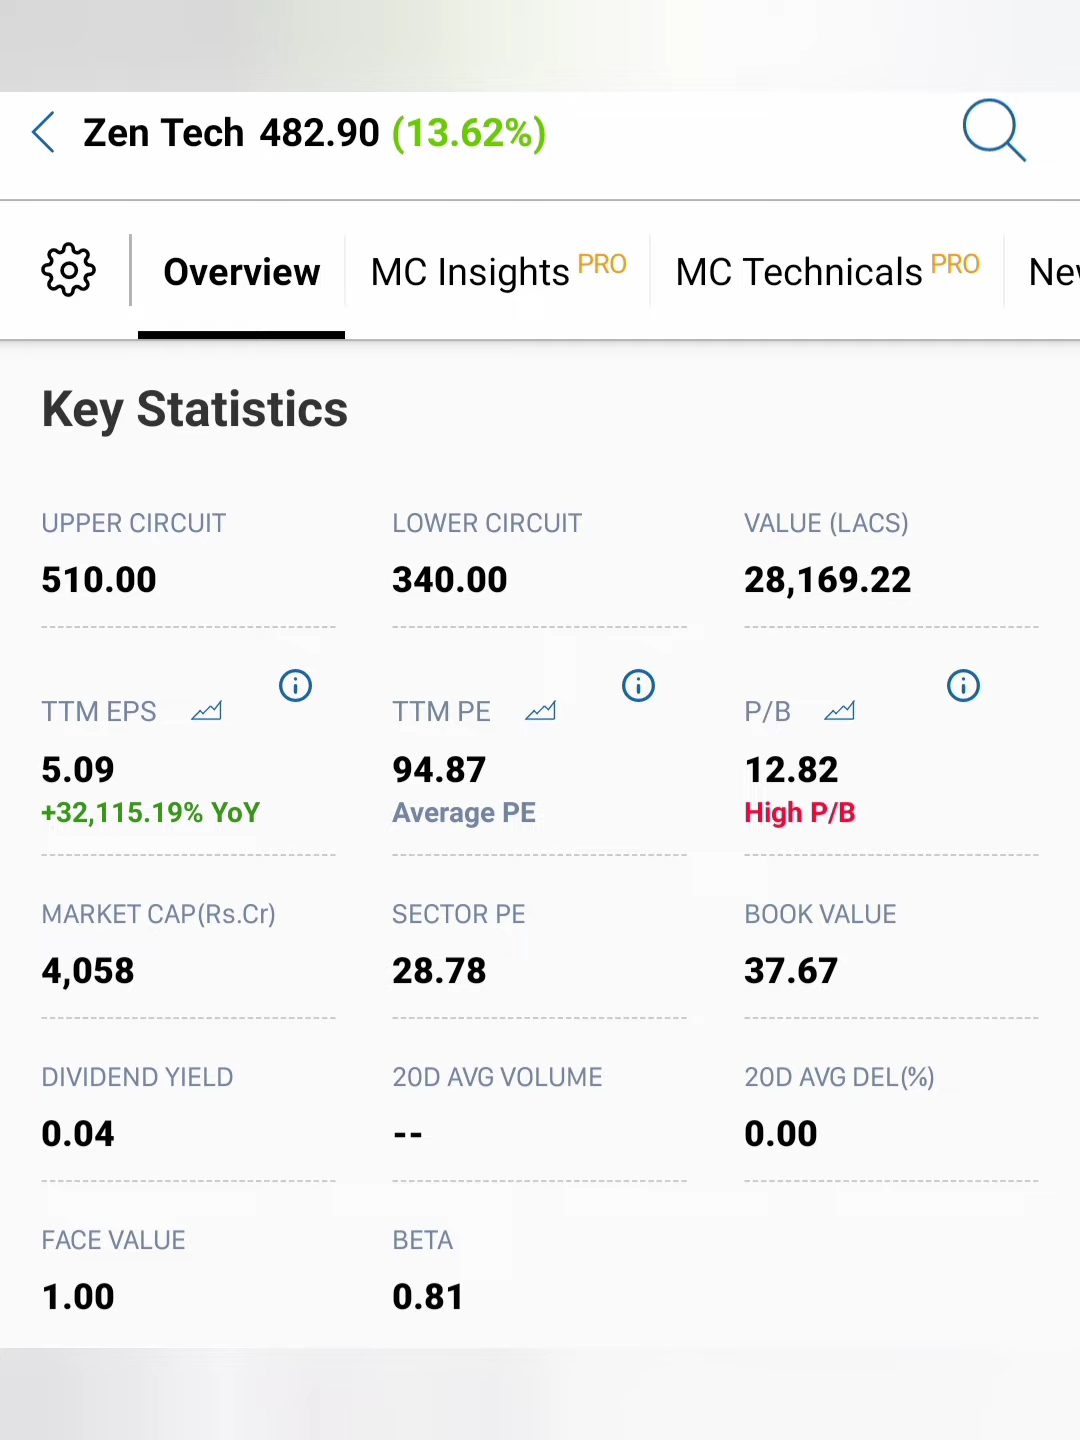 Zen Tech 482.90 (13.62%)
Overview MC Insights PRO MC Technicals PRO
Key Statistics
UPPER CIRCUIT LOWER CIRCUIT VALUE (LACS)
510.00 340.00 28,169.22
TTM EPS TTM PE P/B
5.09 94.87 12.82
+32,115.19% YoY Average PE High P/B
MARKET CAP(Rs.Cr) SECTOR PE BOOK VALUE
4,058 28.78 37.67
DIVIDEND YIELD 20D AVG VOLUME 20D AVG DEL(%)
0.04 -- 0.00
FACE VALUE BETA
1.00 0.81